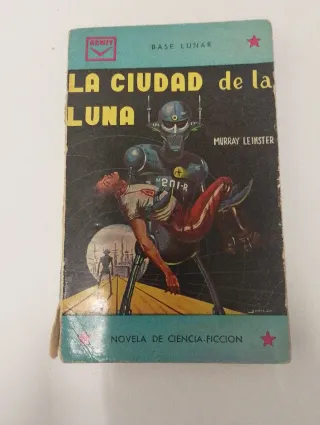 BASE LUNAR
LA CIUDAD de la
LUNA
MURRAY LEINSTER
201-R
NOVELA DE CIENCIA-FICCION